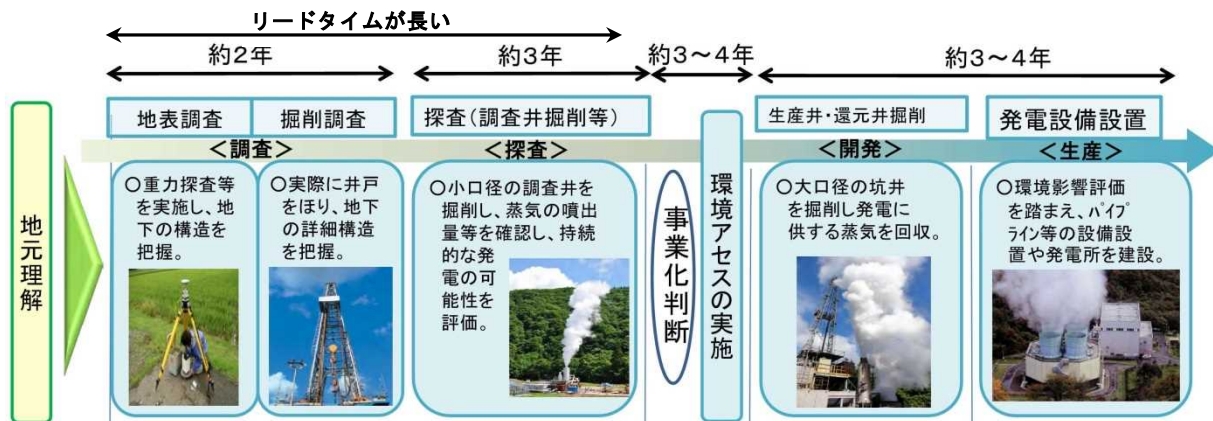 リードタイムが長い
約2年
約3年
約3～4年
約3～4年
地元理解
地表調査
掘削調査
探査(調査井掘削等)
生産井・還元井掘削
発電設備設置
<調査>
<探査>
<開発>
<生産>
○重力探査等
を実施し、地
下の構造を
把握。
○実際に井戸
をほり、地下
の詳細構造
を把握。
○小口径の調査井を
掘削し、蒸気の噴出
量等を確認し、持続
的な発
電の可
能性を
評価。
事業化判断
環境アセスの実施
○大口径の坑井
を掘削し発電に
供する蒸気を回収。
○環境影響評価
を踏まえ、パイプ
ライン等の設備設
置や発電所を建設。